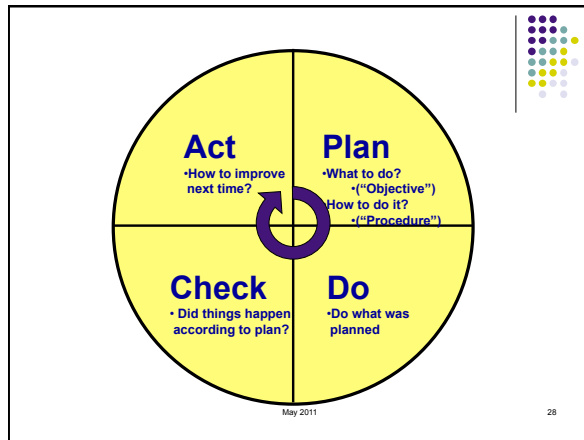 Act
•How to improve
next time?
Plan
•What to do?
•(“Objective”)
•How to do it?
•(“Procedure”)
Check
• Did things happen
according to plan?
Do
•Do what was
planned
May 2011
28